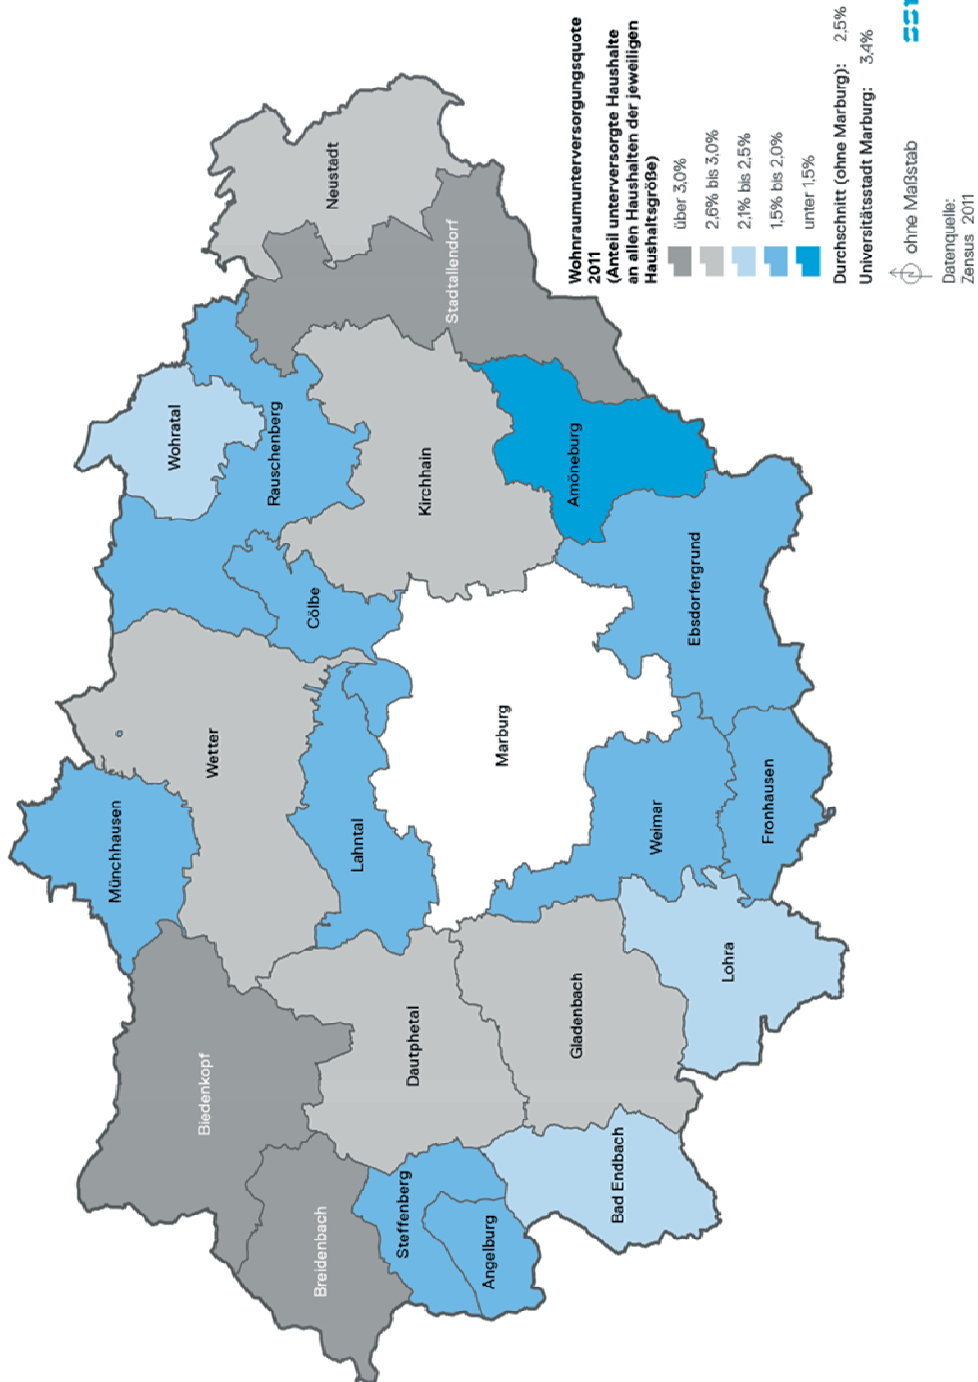 Neustadt
Stadtallendorf
Wohratal
Rauschenberg
Kirchhain
Amöneburg
Cölbe
Ebsdorfergrund
Wetter
Marburg
Münchhausen
Lahntal
Weimar
Fronhausen
Lohra
Biedenkopf
Dautphetal
Gladenbach
Breidenbach
Steffenberg
Angelburg
Bad Endbach
Wohnraumunterversorgungsquote
2011
(Anteil unterversorgte Haushalte
an allen Haushalten der jeweiligen
Haushaltsgröße)
über 3,0%
2,6% bis 3,0%
2,1% bis 2,5%
1,5% bis 2,0%
unter 1,5%
Durchschnitt (ohne Marburg): 2,5%
Universitätsstadt Marburg: 3,4%
ohne Maßstab
Datenquelle:
Zensus 2011